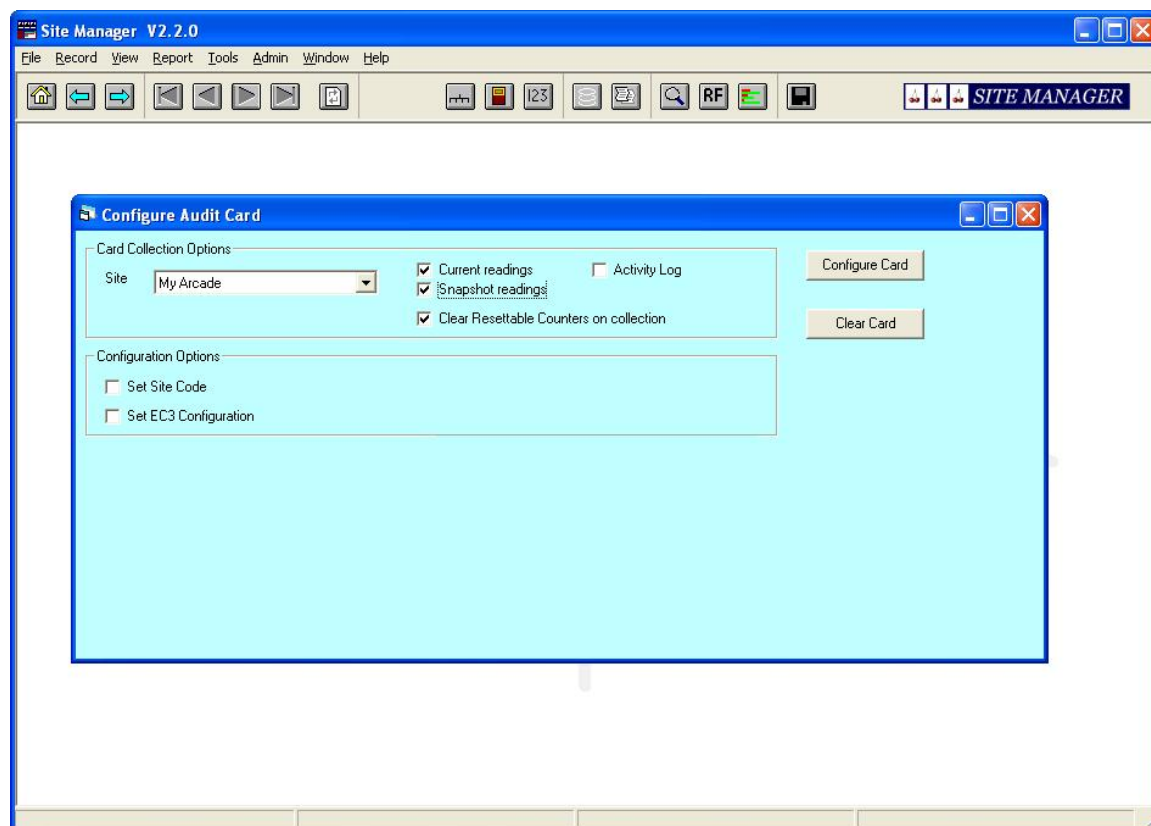 Site Manager V2.2.0
File Record View Report Tools Admin Window Help
123 RF SITE MANAGER
Configure Audit Card
Card Collection Options
Site My Arcade Current readings Activity Log Configure Card
Snapshot readings
Clear Resettable Counters on collection Clear Card
Configuration Options
Set Site Code
Set EC3 Configuration